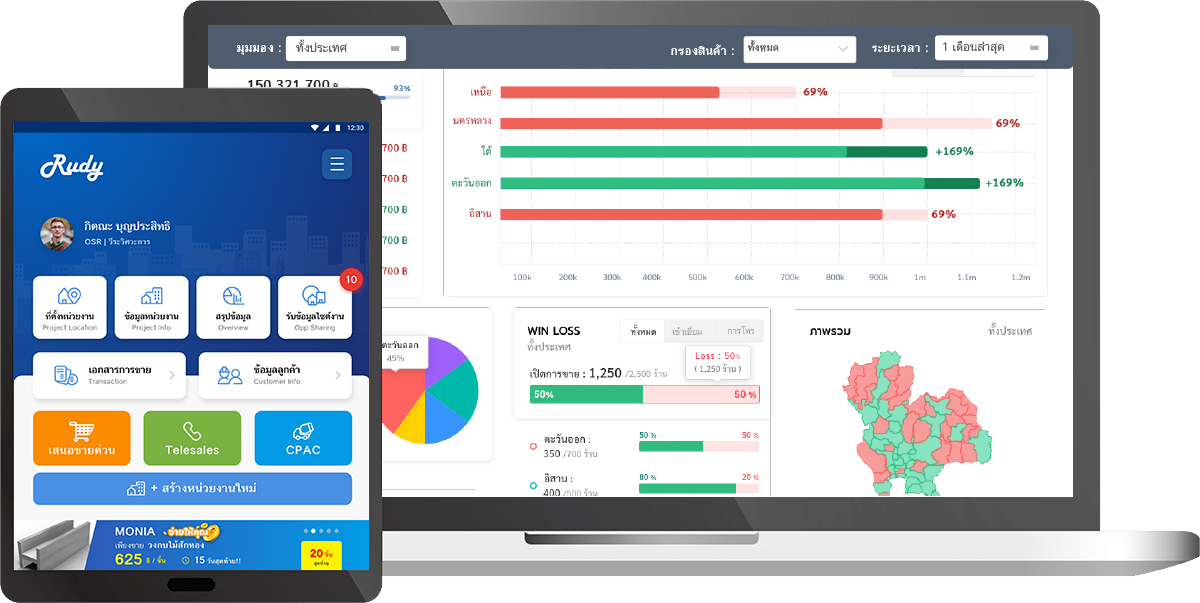 มุมมอง : ทั้งประเทศ
กรองสินค้า : ทั้งหมด
ระยะเวลา : 1 เดือนล่าสุด
150,321,700 ฿
93%
700 ฿
700 ฿
700 ฿
700 ฿
700 ฿
เหนือ 69%
นครหลวง 69%
ใต้ +169%
ตะวันออก +169%
อิสาน 69%
100k 200k 300k 400k 500k 600k 700k 800k 900k 1m 1.1m 1.2m
ตะวันออก
45%
WIN LOSS
ทั้งประเทศ
ทั้งหมด เข้าเยี่ยม การโทร
Loss : 50%
( 1,250 ร้าน )
เปิดการขาย : 1,250 /2,500 ร้าน
50% 50 %
ตะวันออก :
350 /700 ร้าน
50 % 50 %
อิสาน :
400 /500 ร้าน
80 % 20 %
ภาพรวม ทั้งประเทศ
12:30
Rudy
กิตณะ บุญประสิทธิ
OSR | วีระวิศวะการ
10
ที่ตั้งหน่วยงาน
Project Location
ข้อมูลหน่วยงาน
Project Info
สรุปข้อมูล
Overview
รับข้อมูลไซต์งาน
Opp Sharing
เอกสารการขาย
Transaction
ข้อมูลลูกค้า
Customer Info
เสนอขายด่วน
Telesales
CPAC
+ สร้างหน่วยงานใหม่
MONIA จ่ายให้คุณ
เพียงขาย วงกบไม้สักทอง
625 ฿ / ชิ้น 15 วันสุดท้าย!!
20 วัน
สุดท้าย